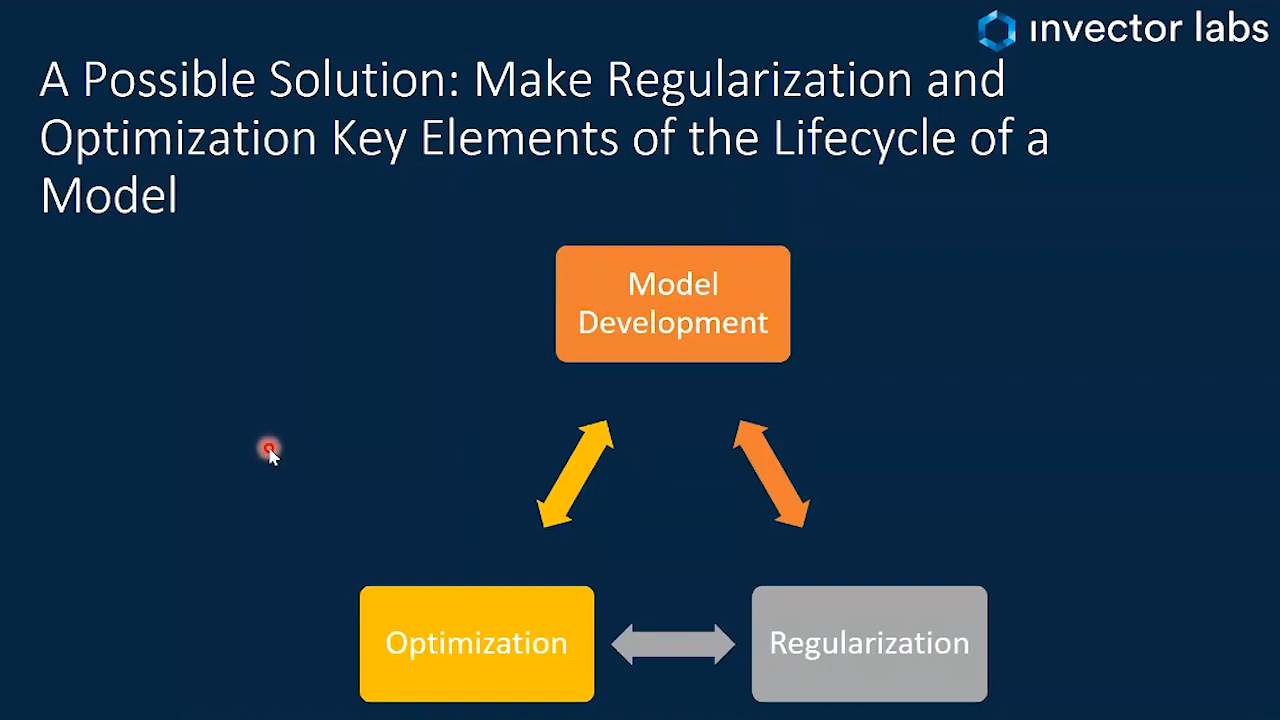 invector labs
A Possible Solution: Make Regularization and
Optimization Key Elements of the Lifecycle of a
Model
Model
Development
Optimization
Regularization